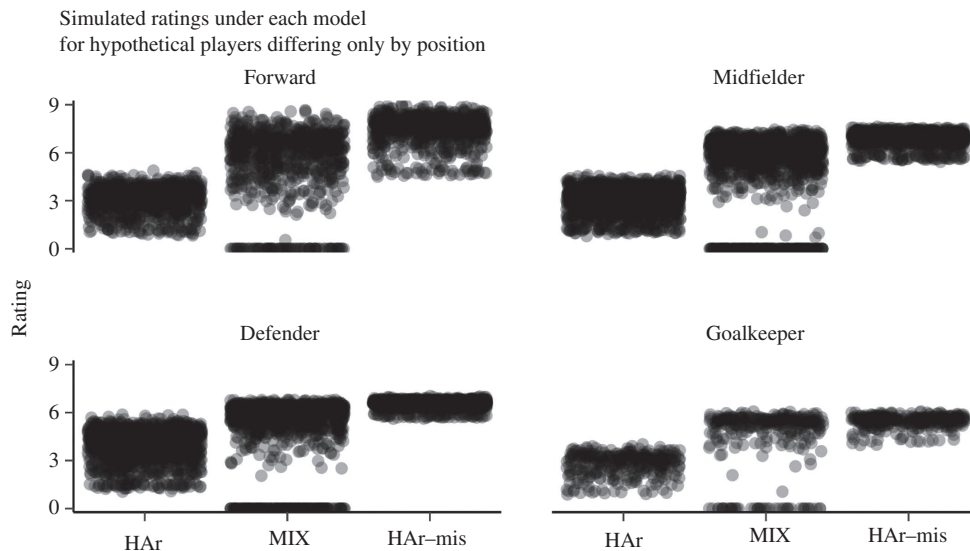 Simulated ratings under each model
for hypothetical players differing only by position
Forward
Midfielder
9
6
3
0
Rating
Defender
Goalkeeper
9
6
3
0
HAr
MIX
HAr–mis
HAr
MIX
HAr–mis